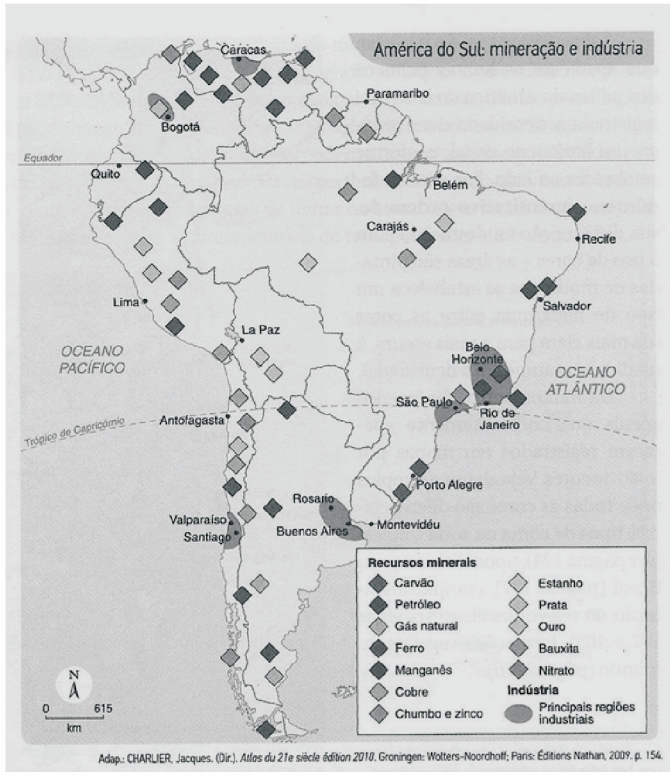 América do Sul: mineração e indústria
Caracas
Paramaribo
Bogotá
Equador
Quito
Belém
Carajás
Recife
Lima
Salvador
La Paz
OCEANO
PACÍFICO
Belo
Horizonte
OCEANO
ATLÂNTICO
São Paulo
Rio de
Janeiro
Antofagasta
Trópico de Capricórnio
Porto Alegre
Rosario
Valparaíso
Santiago
Buenos Aires
Montevidéu
Recursos minerais
Carvão
Petróleo
Gás natural
Ferro
Manganês
Cobre
Chumbo e zinco
Estanho
Prata
Ouro
Bauxita
Nitrato
Indústria
Principais regiões
industriais
N
0 615
km
Adap.: CHARLIER, Jacques. (Dir.). Atlas du 21e siècle édition 2010. Groningen: Wolters-Noordhoff; Paris: Éditions Nathan, 2009. p. 154.